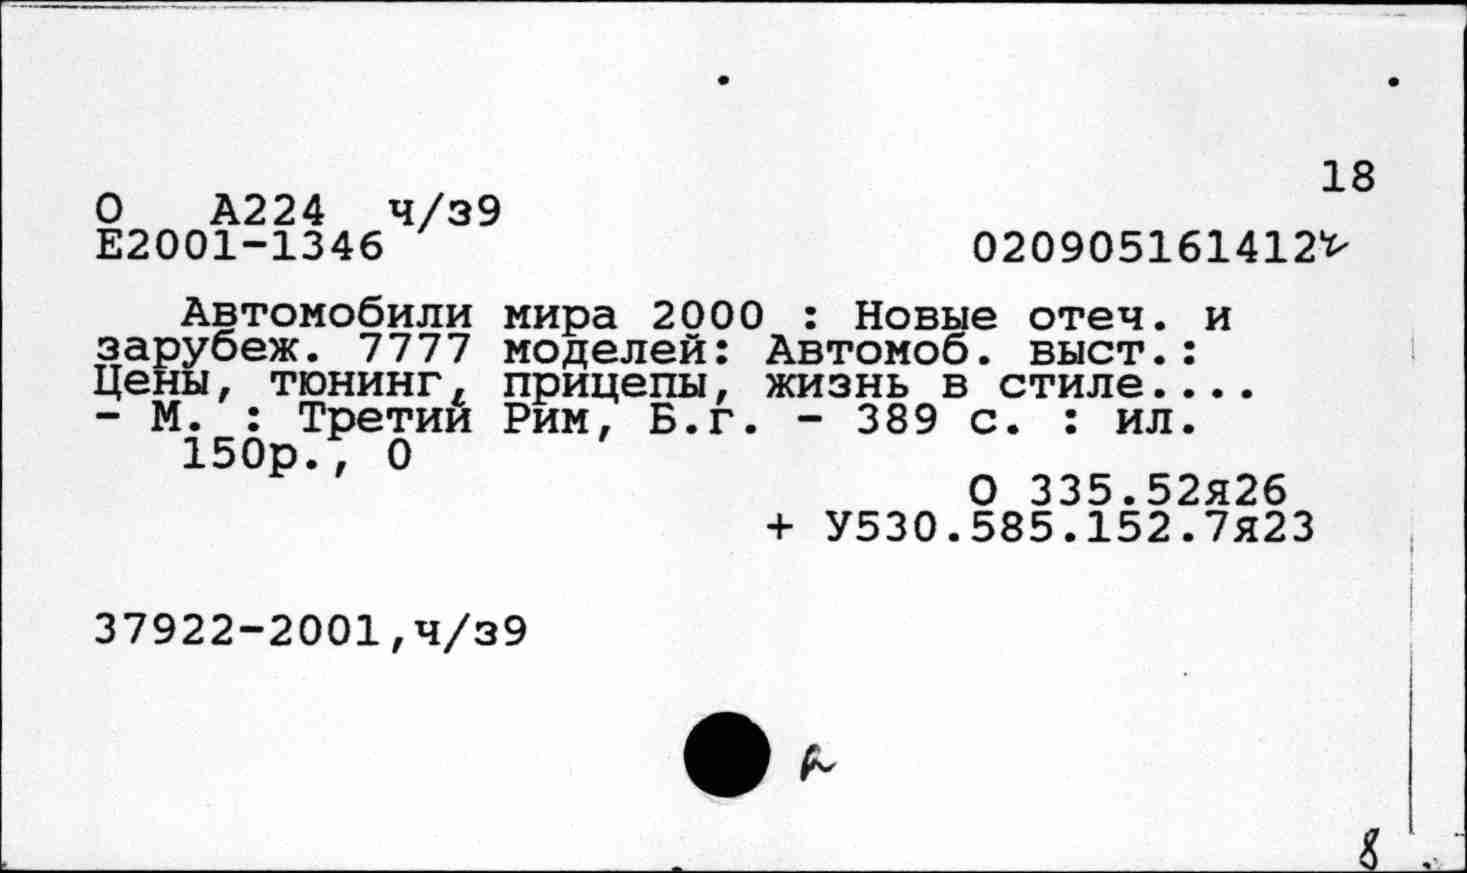 18
О А224 ч/з9
Е2001-1346 020905161412
Автомобили мира 2000 : Новые отеч. и
зарубеж. 7777 моделей: Автомоб. выст.:
Цены, тюнинг, прицепы, жизнь в стиле....
- М. : Третий Рим, Б.г. - 389 с. : ил.
150р., 0
О 335.52я26
+ У530.585.152.7я23
37922-2001,ч/з9
8